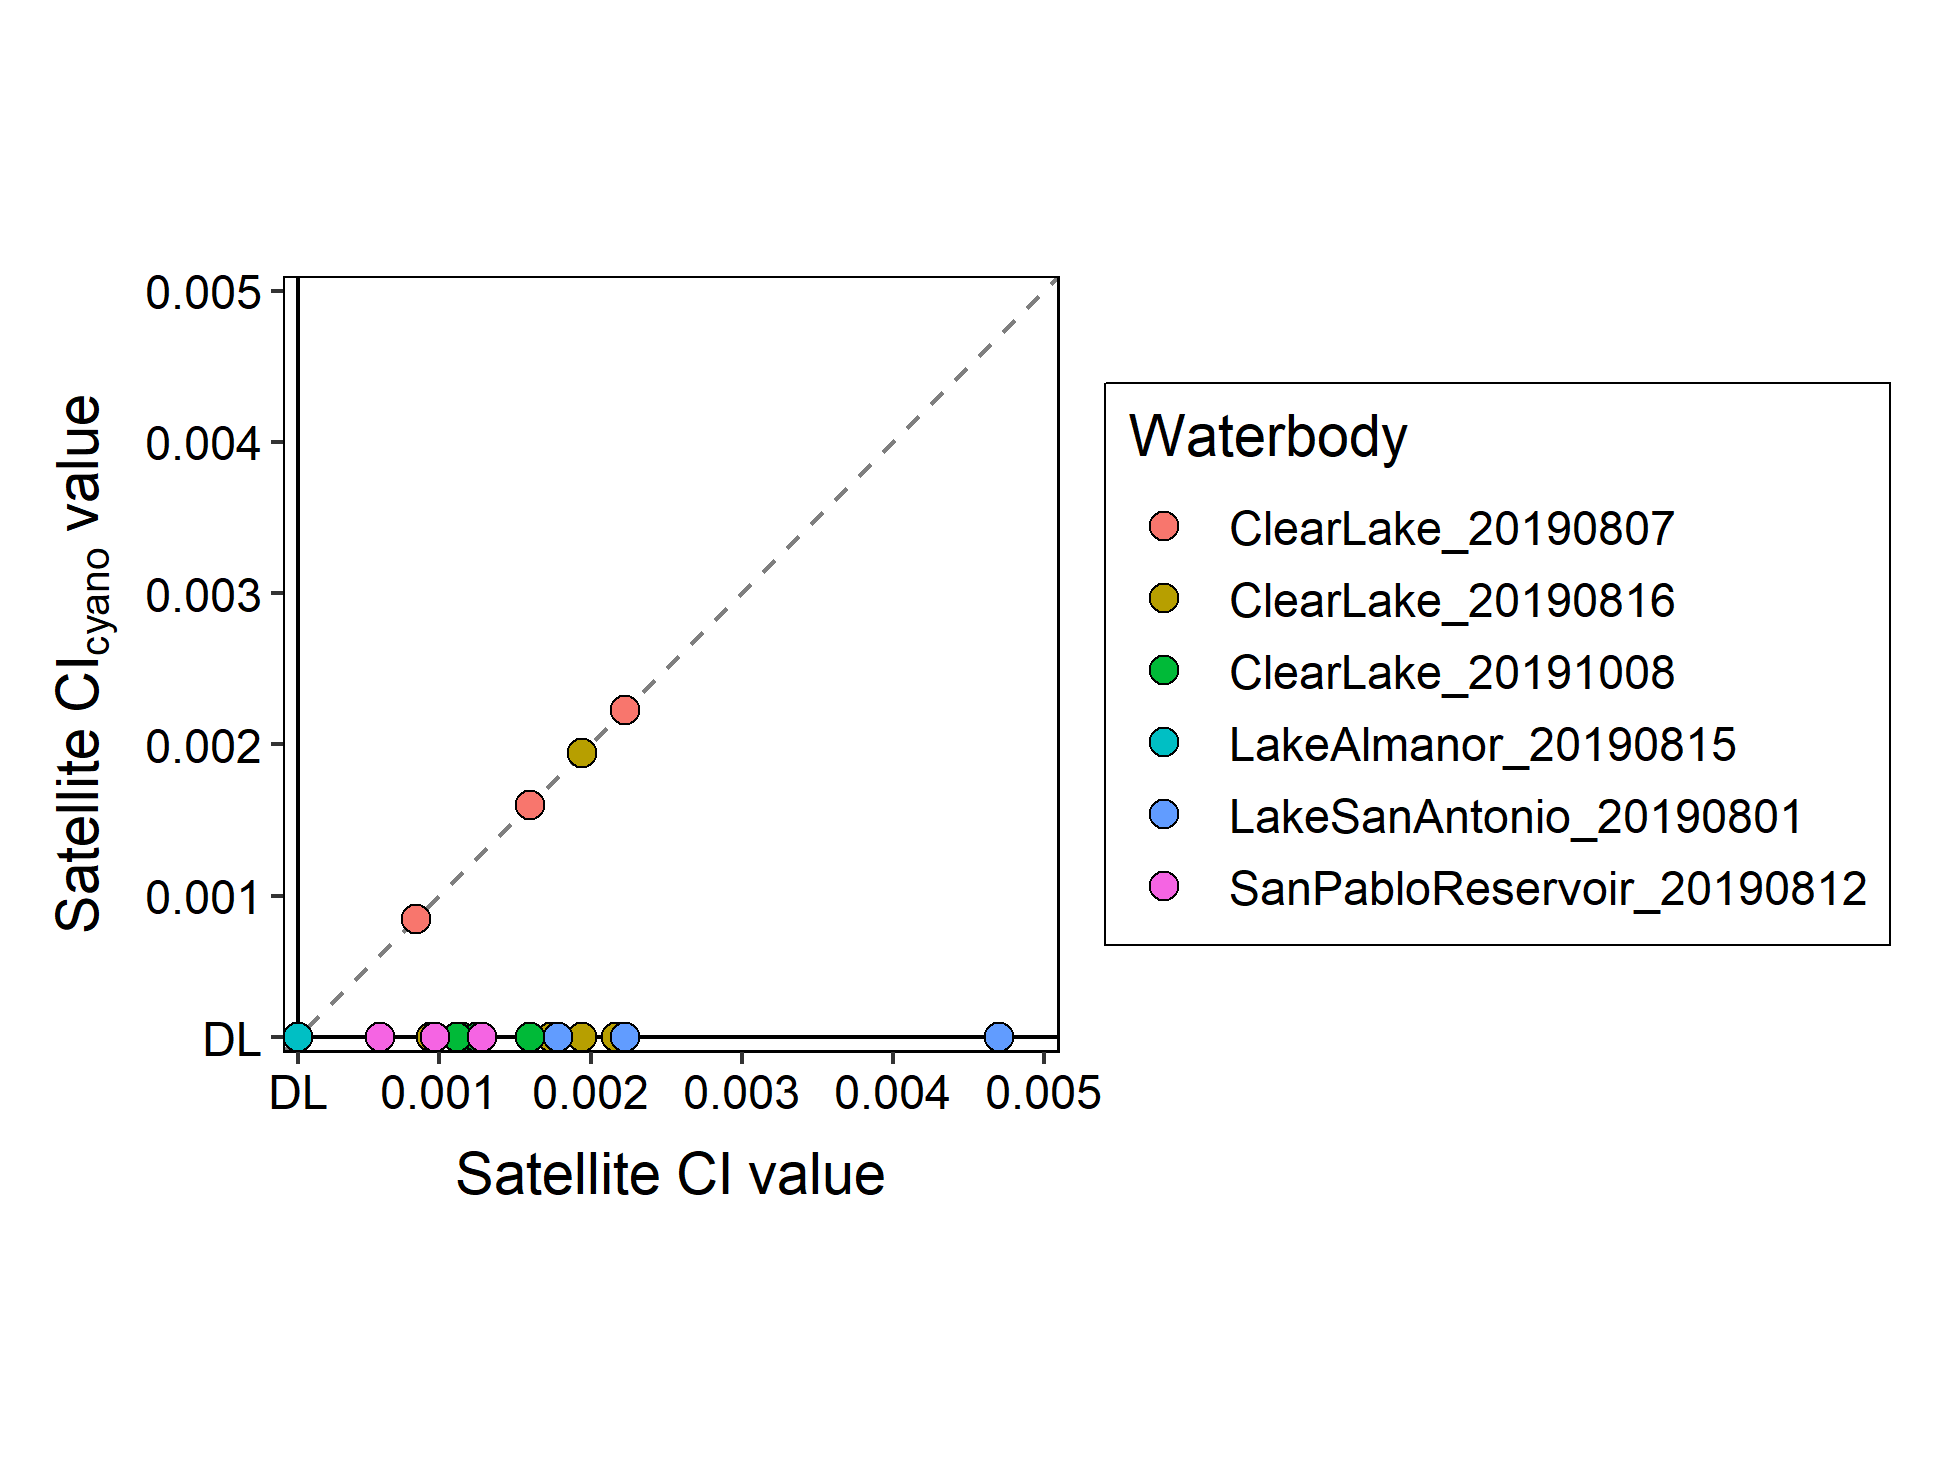 0.005
0.004
0.003
0.002
0.001
DL
Satellite CIcyano value
DL 0.001 0.002 0.003 0.004 0.005
Satellite CI value
Waterbody
ClearLake_20190807
ClearLake_20190816
ClearLake_20191008
LakeAlmanor_20190815
LakeSanAntonio_20190801
SanPabloReservoir_20190812